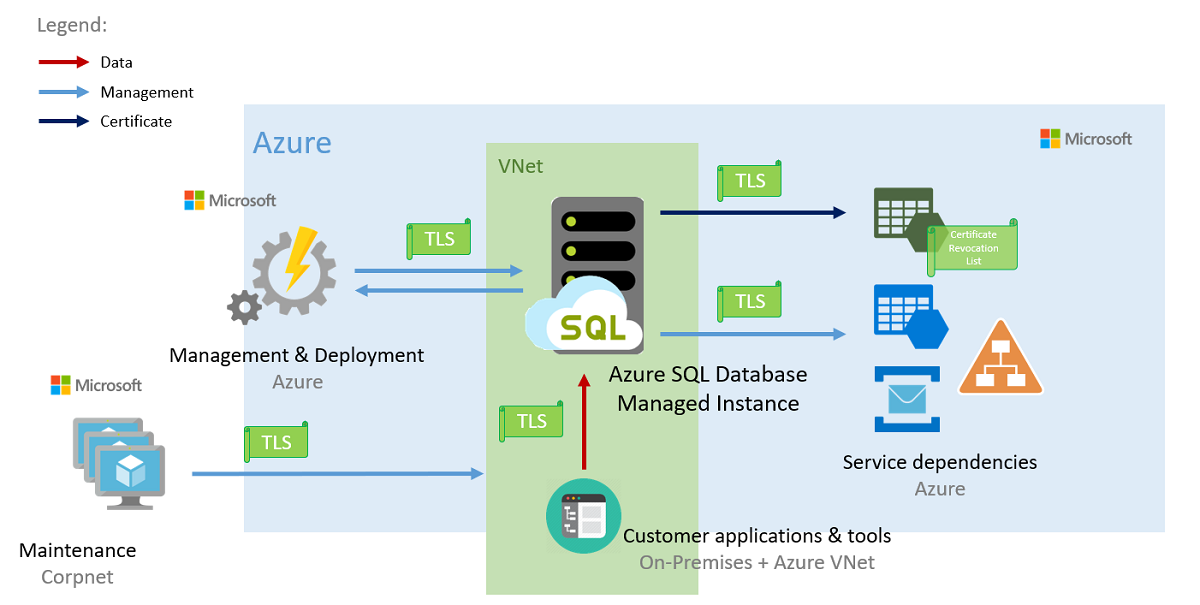 Legend:
Data
Management
Certificate
Azure
Microsoft
VNet
TLS
Microsoft
TLS
Certificate
Revocation
List
TLS
SQL
Management & Deployment
Azure
Azure SQL Database
Managed Instance
Microsoft
TLS
TLS
Service dependencies
Azure
Customer applications & tools
On-Premises + Azure VNet
Maintenance
Corpnet